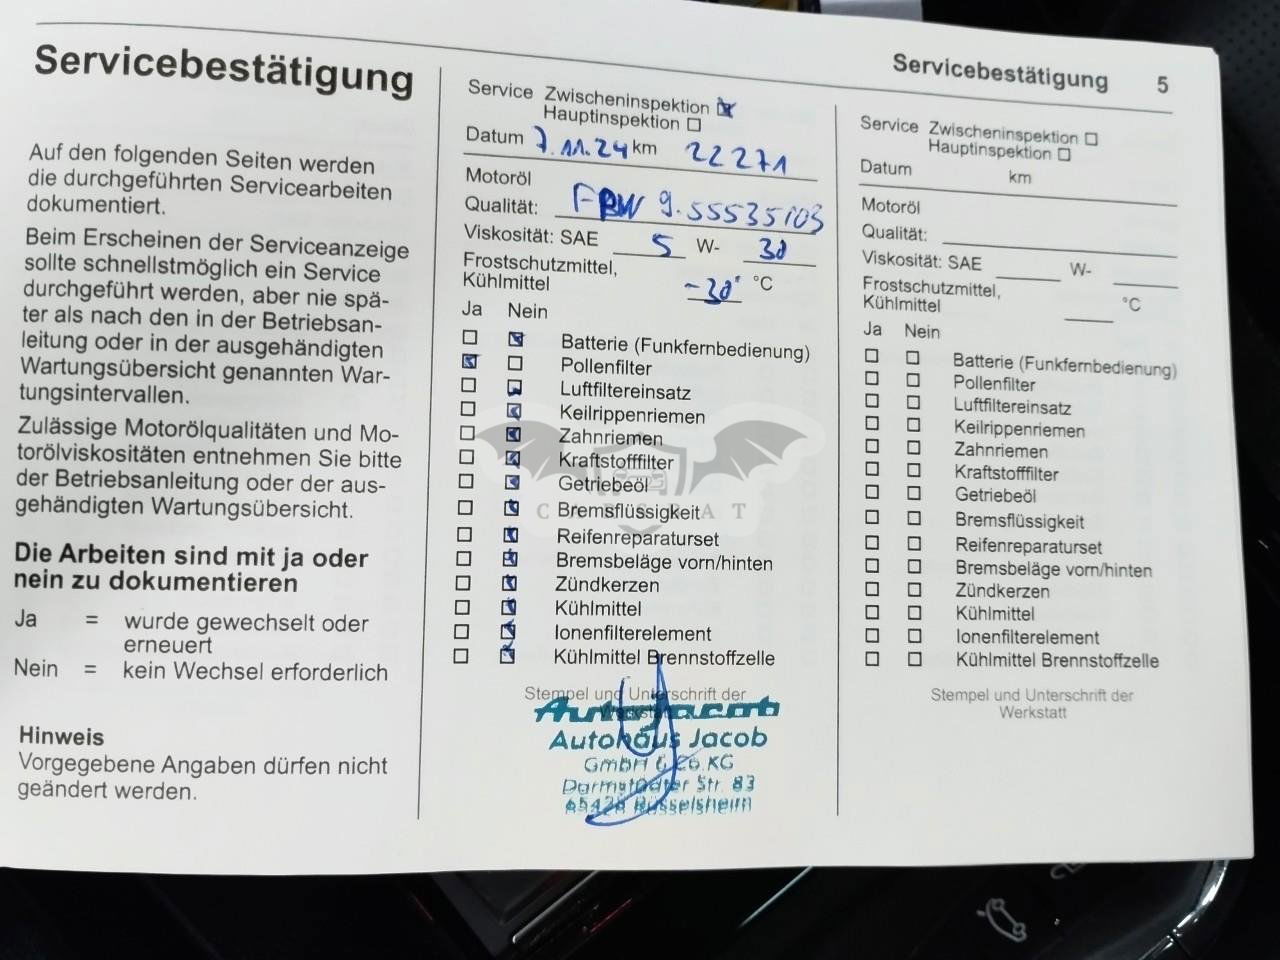 Servicebestätigung
Auf den folgenden Seiten werden
die durchgeführten Servicearbeiten
dokumentiert.
Beim Erscheinen der Serviceanzeige
sollte schnellstmöglich ein Service
durchgeführt werden, aber nie spä-
ter als nach den in der Betriebsan-
leitung oder in der ausgehändigten
Wartungsübersicht genannten War-
tungsintervallen.
Zulässige Motorölqualitäten und Mo-
torölviskositäten entnehmen Sie bitte
der Betriebsanleitung oder der aus-
gehändigten Wartungsübersicht.
Die Arbeiten sind mit ja oder
nein zu dokumentieren
Ja = wurde gewechselt oder
erneuert
Nein = kein Wechsel erforderlich
Hinweis
Vorgegebene Angaben dürfen nicht
geändert werden.
Service Zwischeninspektion
Hauptinspektion
Datum 7.11.24 km 22271
Motoröl
Qualität: 9.55535/03
Viskosität: SAE 5 W- 30
Frostschutzmittel,
Kühlmittel -30° °C
Ja Nein
Batterie (Funkfernbedienung)
Pollenfilter
Luftfiltereinsatz
Keilrippenriemen
Zahnriemen
Kraftstofffilter
Getriebeöl
Bremsflüssigkeit
Reifenreparaturset
Bremsbeläge vorn/hinten
Zündkerzen
Kühlmittel
Ionenfilterelement
Kühlmittel Brennstoffzelle
Stempel und Unterschrift der
Werkstatt
Auto Jacob
Autohaus Jacob
GmbH & Co. KG
Darmstädter Str. 83
65428 Rüsselsheim
Servicebestätigung 5
Service Zwischeninspektion
Hauptinspektion
Datum km
Motoröl
Qualität:
Viskosität: SAE W-
Frostschutzmittel,
Kühlmittel °C
Ja Nein
Batterie (Funkfernbedienung)
Pollenfilter
Luftfiltereinsatz
Keilrippenriemen
Zahnriemen
Kraftstofffilter
Getriebeöl
Bremsflüssigkeit
Reifenreparaturset
Bremsbeläge vorn/hinten
Zündkerzen
Kühlmittel
Ionenfilterelement
Kühlmittel Brennstoffzelle
Stempel und Unterschrift der
Werkstatt